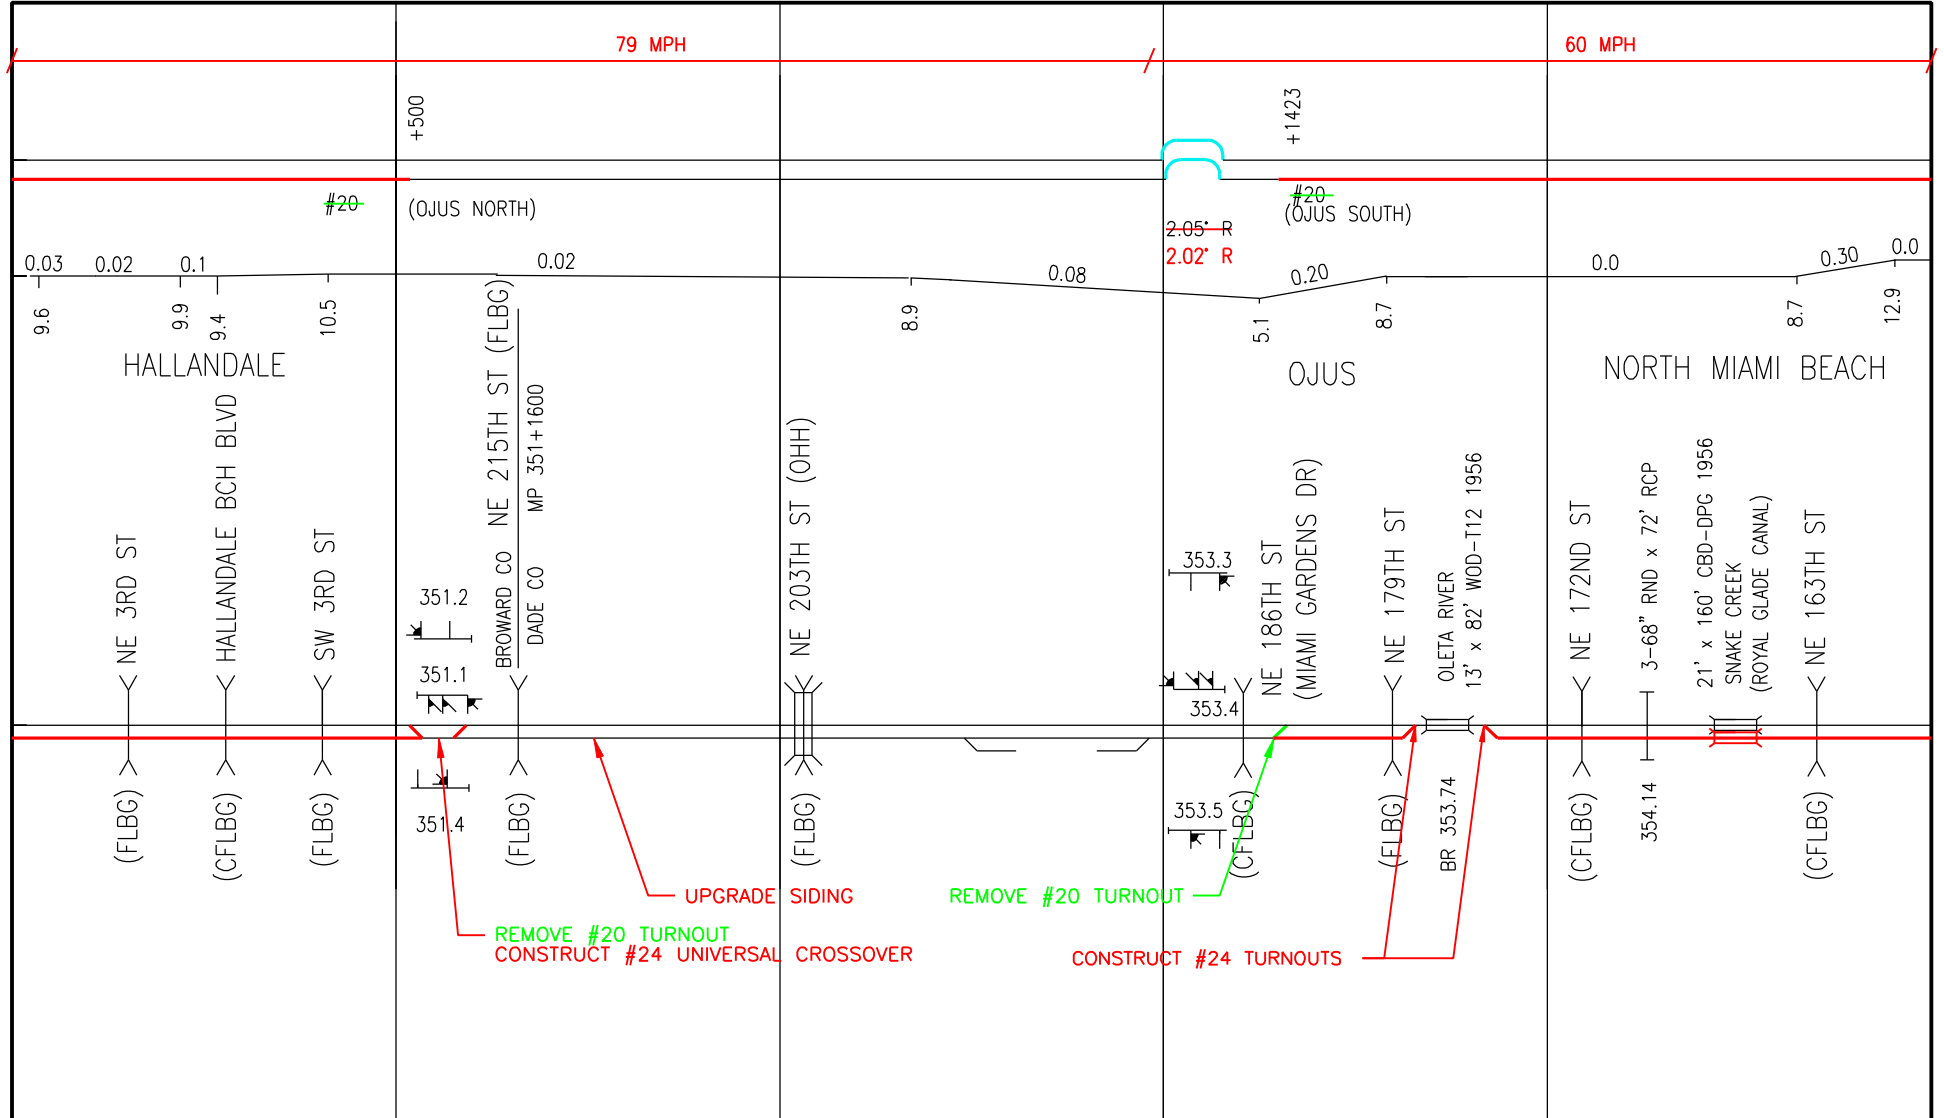 79 MPH
60 MPH
+500
+1423
#20
(OJUS NORTH)
#20
(OJUS SOUTH)
2.05° R
2.02° R
0.03
0.02
0.1
0.02
0.08
0.20
0.0
0.30
0.0
9.6
9.9
9.4
10.5
8.9
5.1
8.7
8.7
12.9
HALLANDALE
OJUS
NORTH MIAMI BEACH
NE 3RD ST
(FLBG)
HALLANDALE BCH BLVD
(CFLBG)
SW 3RD ST
(FLBG)
351.2
351.1
351.4
BROWARD CO
NE 215TH ST (FLBG)
DADE CO
MP 351+1600
(FLBG)
NE 203TH ST (OHH)
(FLBG)
353.3
353.4
353.5
NE 186TH ST
(MIAMI GARDENS DR)
(CFLBG)
NE 179TH ST
(FLBG)
OLETA RIVER
13' x 82' WOD-T12 1956
BR 353.74
NE 172ND ST
(CFLBG)
3-68" RND x 72' RCP
354.14
21' x 160' CBD-DPG 1956
SNAKE CREEK
(ROYAL GLADE CANAL)
NE 163TH ST
(CFLBG)
UPGRADE SIDING
REMOVE #20 TURNOUT
REMOVE #20 TURNOUT
CONSTRUCT #24 UNIVERSAL CROSSOVER
CONSTRUCT #24 TURNOUTS